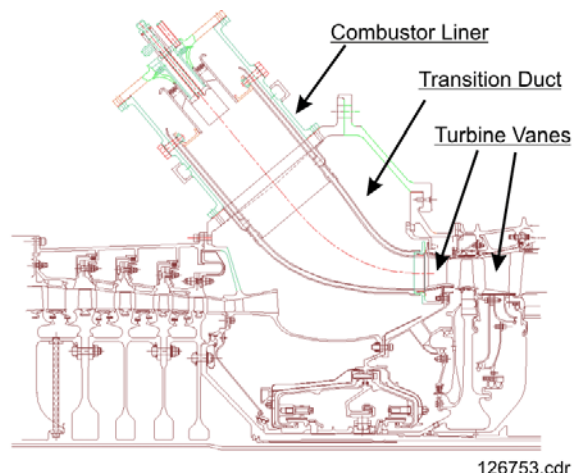 Combustor Liner
Transition Duct
Turbine Vanes
126753.cdr